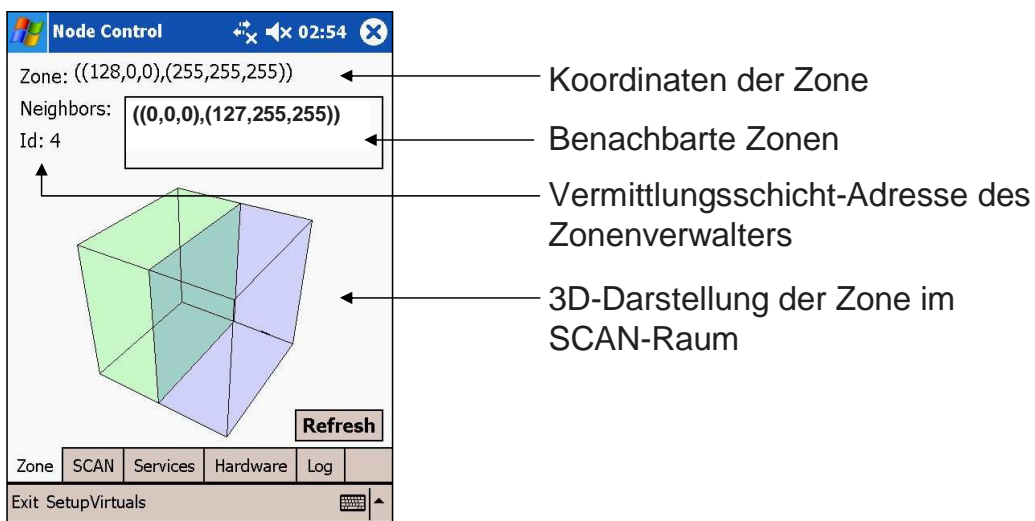 Node Control 02:54
Zone: ((128,0,0),(255,255,255))
Neighbors: ((0,0,0),(127,255,255))
Id: 4
Refresh
Zone SCAN Services Hardware Log
Exit SetupVirtuals
Koordinaten der Zone
Benachbarte Zonen
Vermittlungsschicht-Adresse des
Zonenverwalters
3D-Darstellung der Zone im
SCAN-Raum